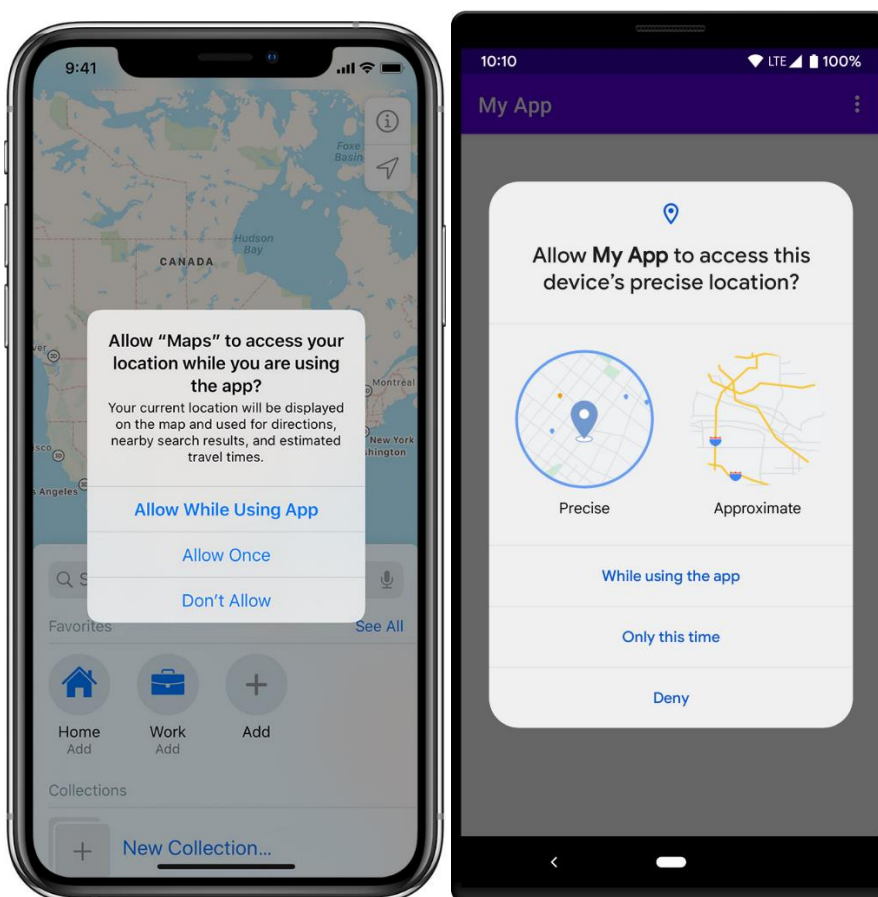 9:41
Foxe
Basin
Hudson
Bay
CANADA
Allow “Maps” to access your
location while you are using
the app?
Your current location will be displayed
on the map and used for directions,
nearby search results, and estimated
travel times.
Montreal
New York
Angeles
Allow While Using App
Allow Once
Don’t Allow
Favorites
See All
Home
Add
Work
Add
Add
Collections
New Collection...
10:10
LTE
100%
My App
Allow My App to access this
device’s precise location?
Precise
Approximate
While using the app
Only this time
Deny